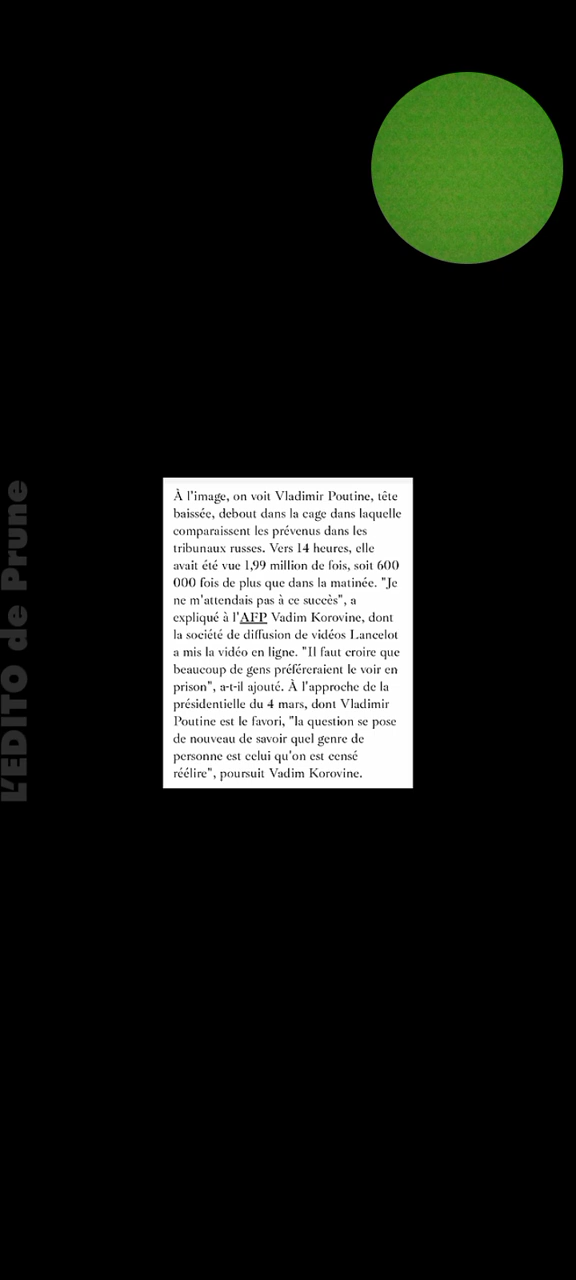 À l'image, on voit Vladimir Poutine, tête
baissée, debout dans la cage dans laquelle
comparaissent les prévenus dans les
tribunaux russes. Vers 14 heures, elle
avait été vue 1,99 million de fois, soit 600
000 fois de plus que dans la matinée. "Je
ne m'attendais pas à ce succès", a
expliqué à l'AFP Vadim Korovine, dont
la société de diffusion de vidéos Lancelot
a mis la vidéo en ligne. "Il faut croire que
beaucoup de gens préféreraient le voir en
prison", a-t-il ajouté. À l'approche de la
présidentielle du 4 mars, dont Vladimir
Poutine est le favori, "la question se pose
de nouveau de savoir quel genre de
personne est celui qu'on est censé
réélire", poursuit Vadim Korovine.
L'EDITO de Prune